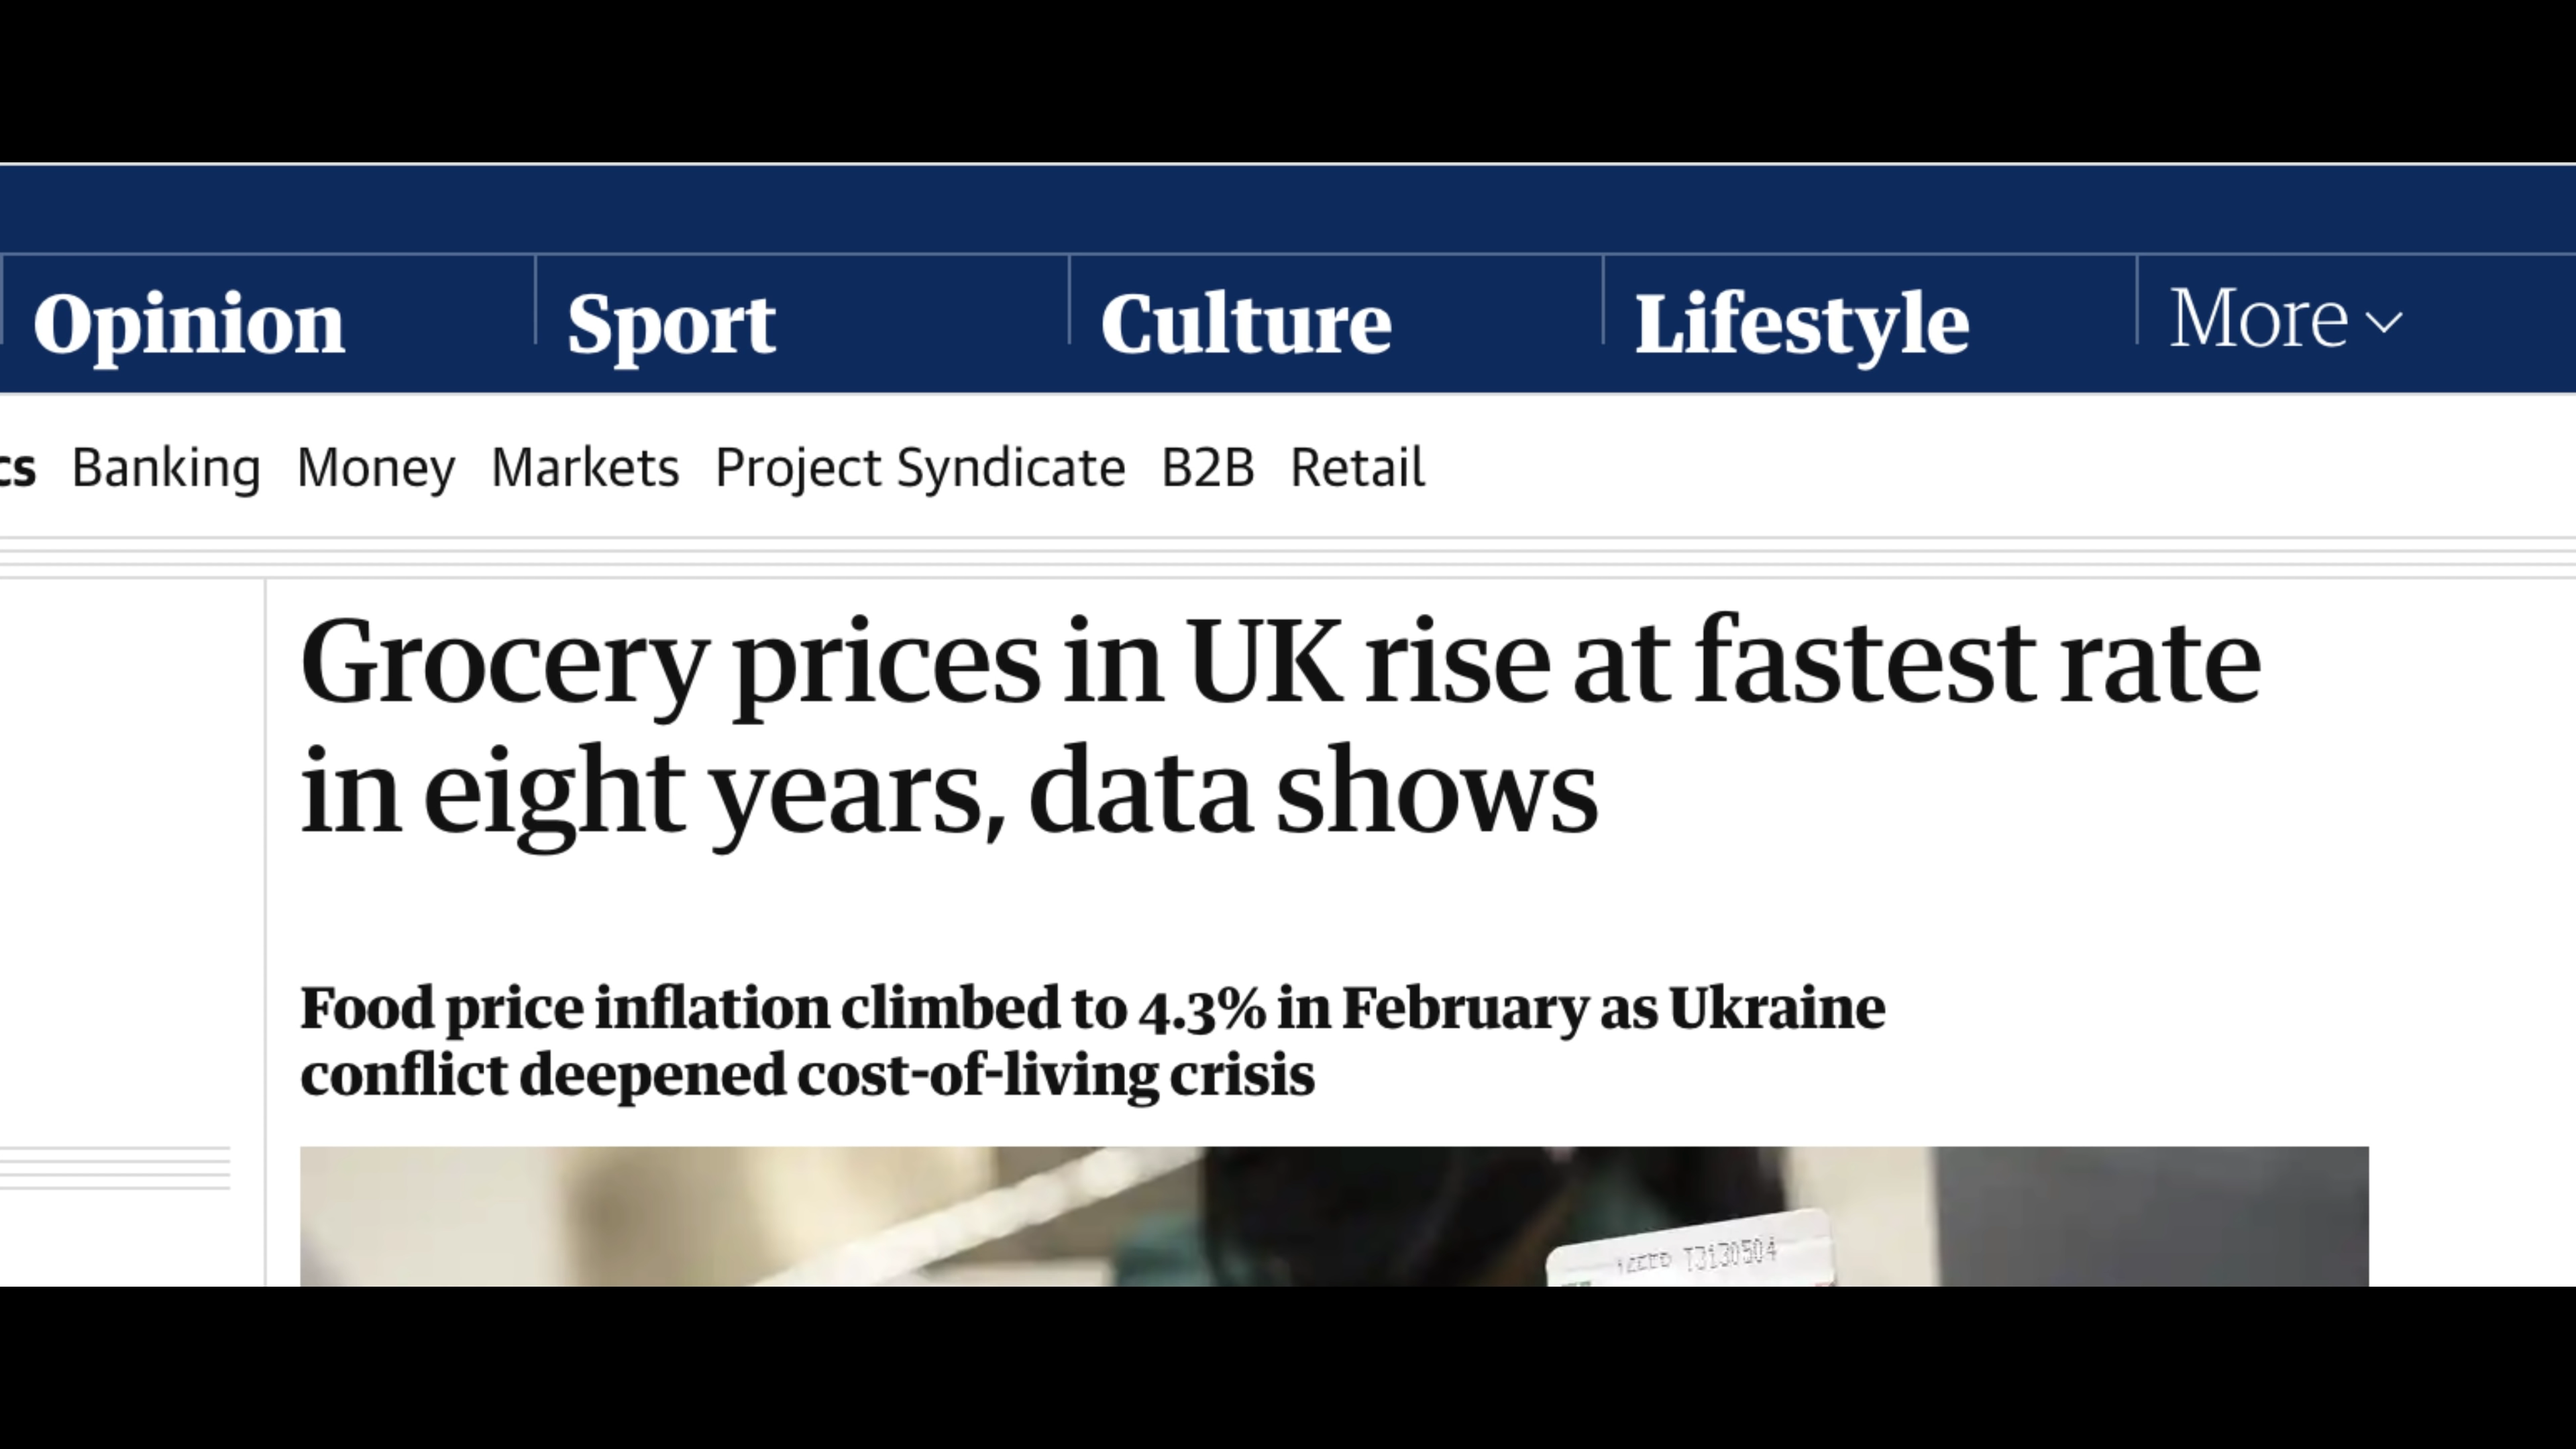 Opinion Sport Culture Lifestyle More
cs Banking Money Markets Project Syndicate B2B Retail
Grocery prices in UK rise at fastest rate
in eight years, data shows
Food price inflation climbed to 4.3% in February as Ukraine
conflict deepened cost-of-living crisis